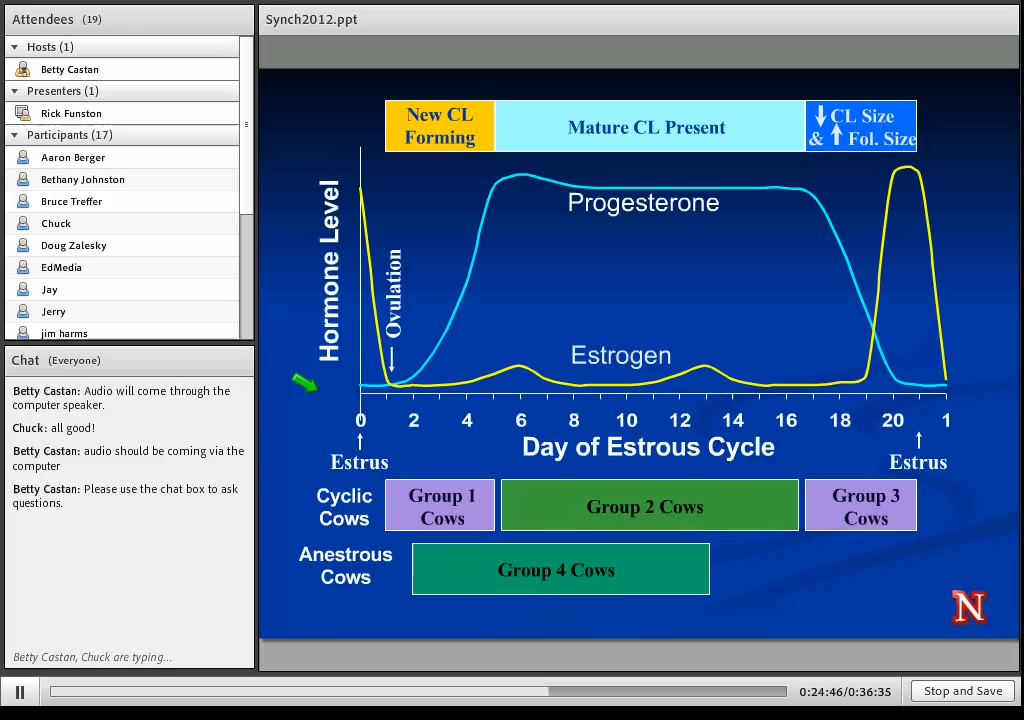 Attendees (19)
Hosts (1)
Betty Castan
Presenters (1)
Rick Funston
Participants (17)
Aaron Berger
Bethany Johnston
Bruce Treffer
Chuck
Doug Zalesky
EdMedia
Jay
Jerry
jim harms
Chat (Everyone)
Betty Castan: Audio will come through the
computer speaker.
Chuck: all good!
Betty Castan: audio should be coming via the
computer
Betty Castan: Please use the chat box to ask
questions.
Betty Castan, Chuck are typing...
Synch2012.ppt
New CL
Forming
Mature CL Present
↓ CL Size
& ↑ Fol. Size
Hormone Level
Ovulation
Progesterone
Estrogen
0 2 4 6 8 10 12 14 16 18 20 1
Day of Estrous Cycle
Estrus
Estrus
Cyclic
Cows
Group 1
Cows
Group 2 Cows
Group 3
Cows
Anestrous
Cows
Group 4 Cows
N
0:24:46/0:36:35
Stop and Save